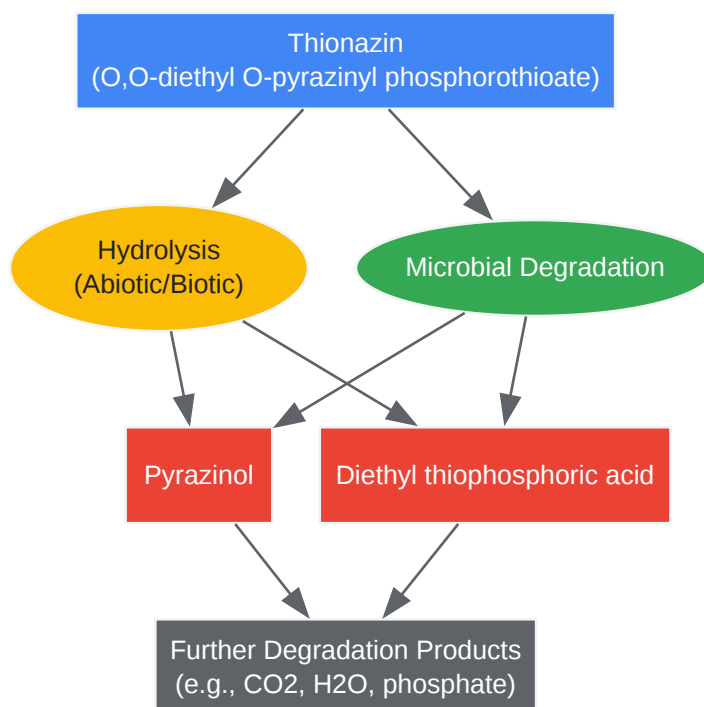 Thionazin
(O,O-diethyl O-pyrazinyl phosphorothioate)
Hydrolysis
(Abiotic/Biotic)
Microbial Degradation
Pyrazinol
Diethyl thiophosphoric acid
Further Degradation Products
(e.g., CO2, H2O, phosphate)